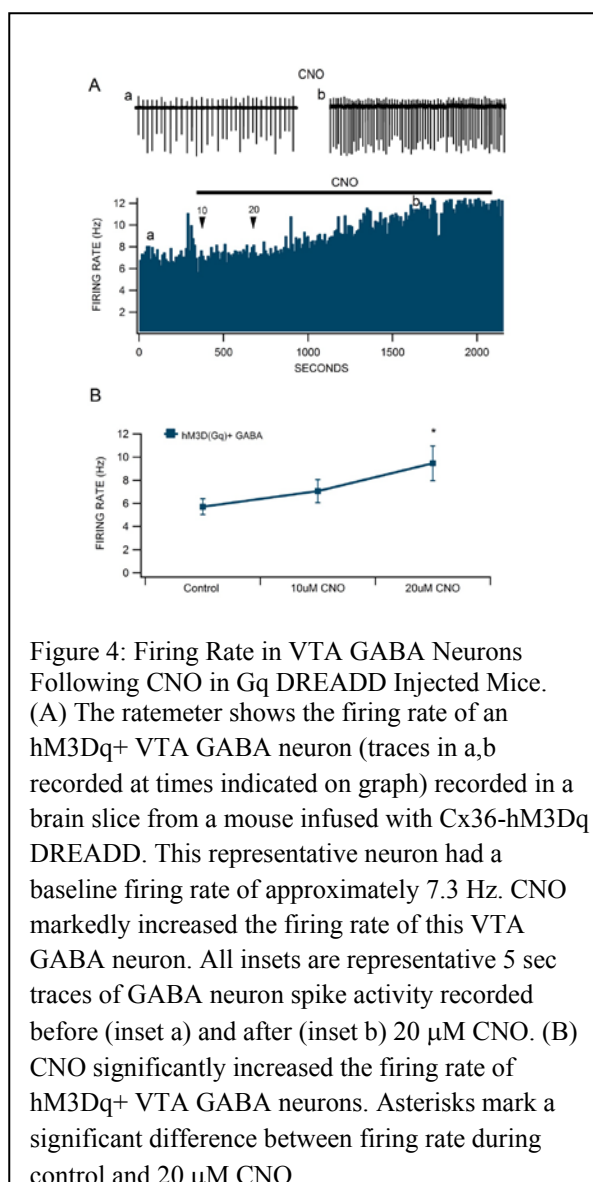 CNO
A
a
b
CNO
10
20
a
b
12
10
8
6
4
2
FIRING RATE (Hz)
0
500
1000
1500
2000
SECONDS
B
hM3D(Gq)+ GABA
*
12
10
8
6
4
2
0
FIRING RATE (Hz)
Control
10uM CNO
20uM CNO
Figure 4: Firing Rate in VTA GABA Neurons
Following CNO in Gq DREADD Injected Mice.
(A) The ratemeter shows the firing rate of an
hM3Dq+ VTA GABA neuron (traces in a,b
recorded at times indicated on graph) recorded in a
brain slice from a mouse infused with Cx36-hM3Dq
DREADD. This representative neuron had a
baseline firing rate of approximately 7.3 Hz. CNO
markedly increased the firing rate of this VTA
GABA neuron. All insets are representative 5 sec
traces of GABA neuron spike activity recorded
before (inset a) and after (inset b) 20 μM CNO. (B)
CNO significantly increased the firing rate of
hM3Dq+ VTA GABA neurons. Asterisks mark a
significant difference between firing rate during
control and 20 μM CNO